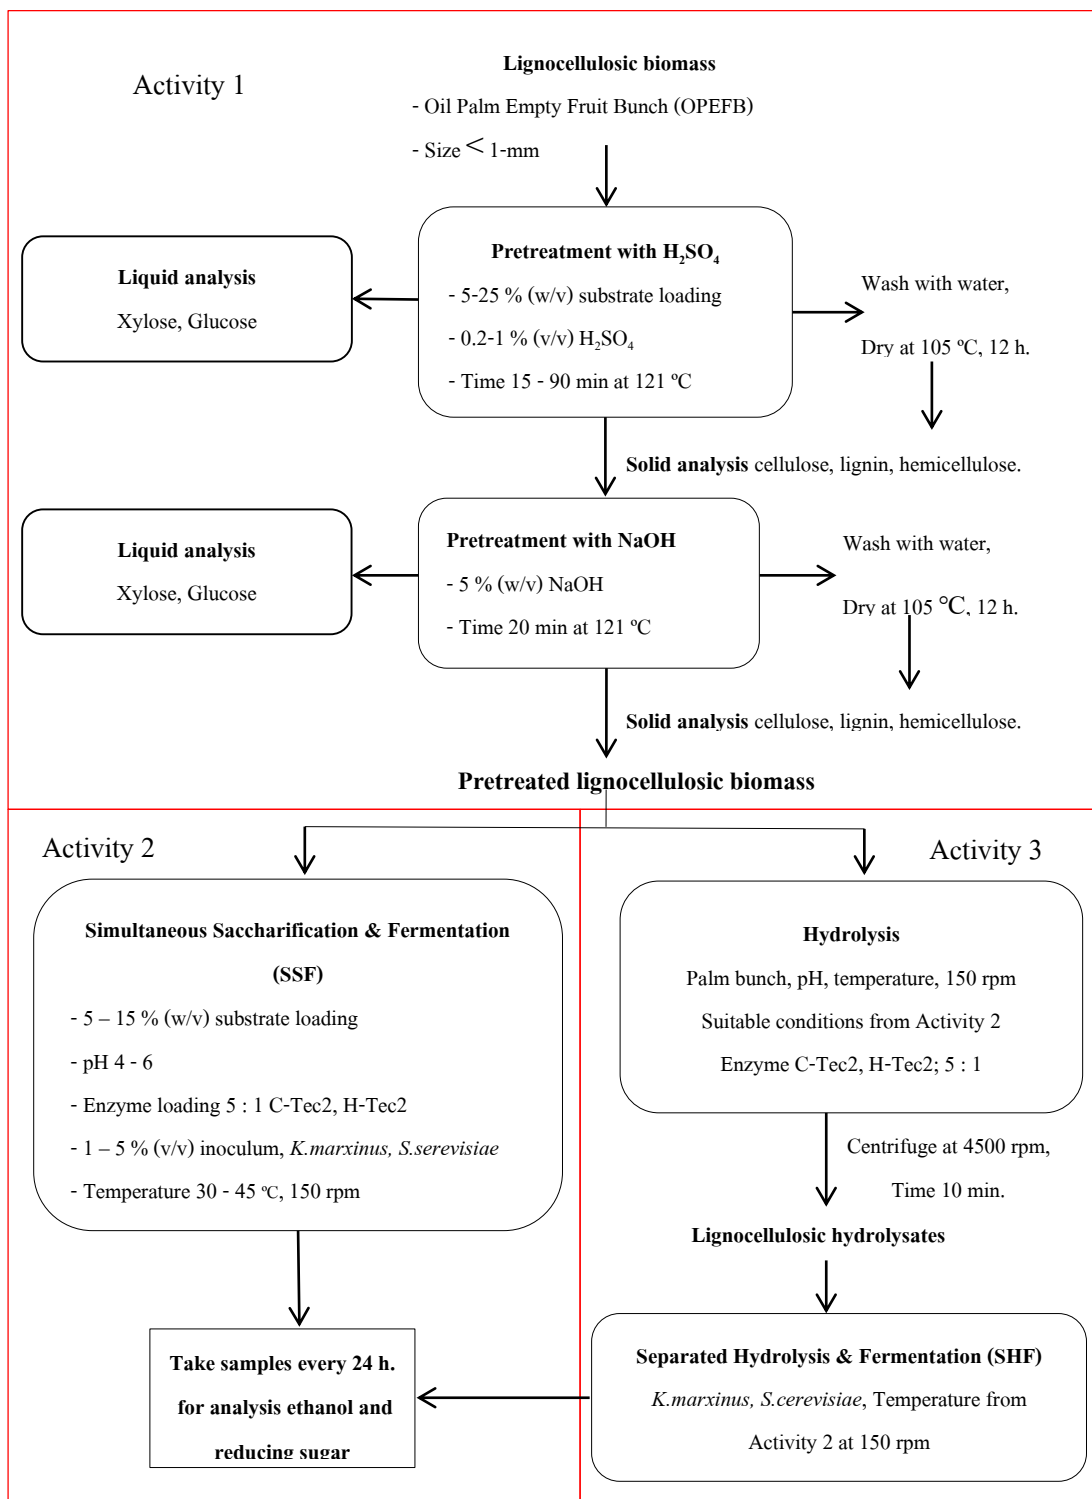 Activity 1
Lignocellulosic biomass
- Oil Palm Empty Fruit Bunch (OPEFB)
- Size < 1-mm
Pretreatment with H₂SO₄
- 5-25 % (w/v) substrate loading
- 0.2-1 % (v/v) H₂SO₄
- Time 15 - 90 min at 121 ºC
Liquid analysis
Xylose, Glucose
Wash with water,
Dry at 105 ºC, 12 h.
Solid analysis cellulose, lignin, hemicellulose.
Pretreatment with NaOH
- 5 % (w/v) NaOH
- Time 20 min at 121 ºC
Liquid analysis
Xylose, Glucose
Wash with water,
Dry at 105 ℃, 12 h.
Solid analysis cellulose, lignin, hemicellulose.
Pretreated lignocellulosic biomass
Activity 2
Simultaneous Saccharification & Fermentation
(SSF)
- 5 – 15 % (w/v) substrate loading
- pH 4 - 6
- Enzyme loading 5 : 1 C-Tec2, H-Tec2
- 1 – 5 % (v/v) inoculum, K.marxinus, S.serevisiae
- Temperature 30 - 45 ℃, 150 rpm
Take samples every 24 h.
for analysis ethanol and
reducing sugar
Activity 3
Hydrolysis
Palm bunch, pH, temperature, 150 rpm
Suitable conditions from Activity 2
Enzyme C-Tec2, H-Tec2; 5 : 1
Centrifuge at 4500 rpm,
Time 10 min.
Lignocellulosic hydrolysates
Separated Hydrolysis & Fermentation (SHF)
K.marxinus, S.cerevisiae, Temperature from
Activity 2 at 150 rpm